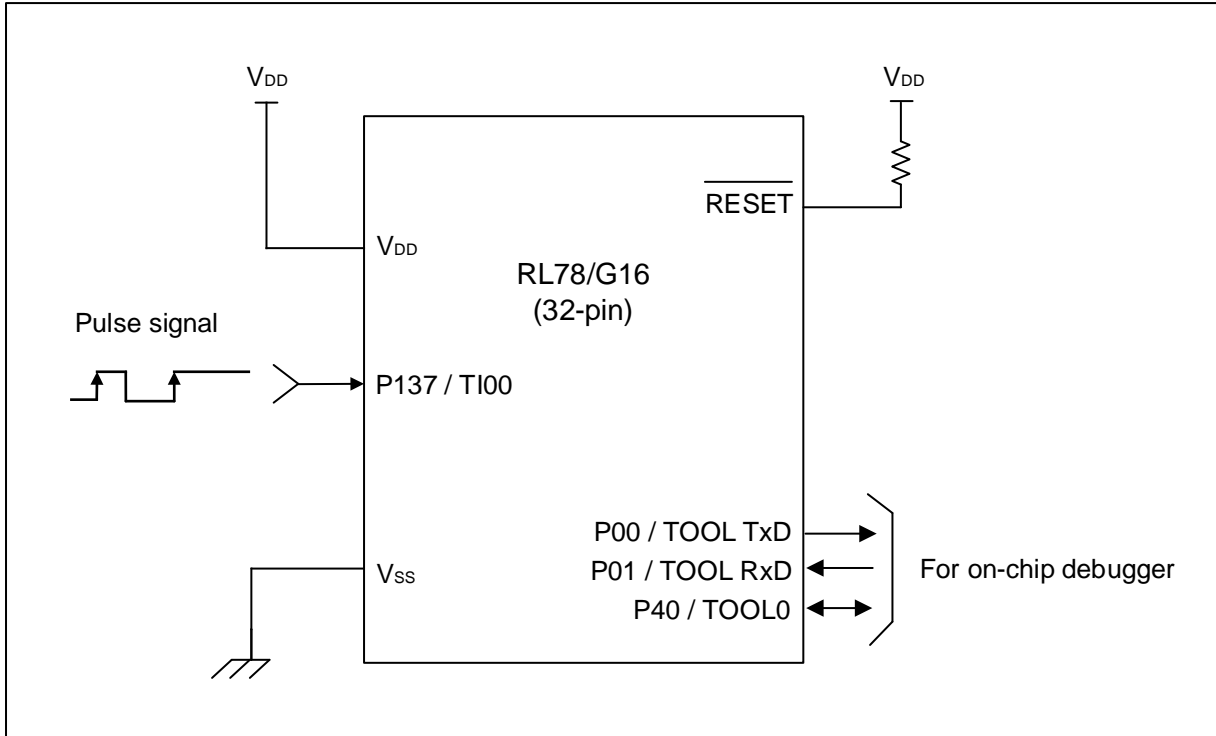 VDD
VDD
RESET
VDD
RL78/G16
(32-pin)
Pulse signal
P137 / TI00
P00 / TOOL TxD
VSS
P01 / TOOL RxD
For on-chip debugger
P40 / TOOL0